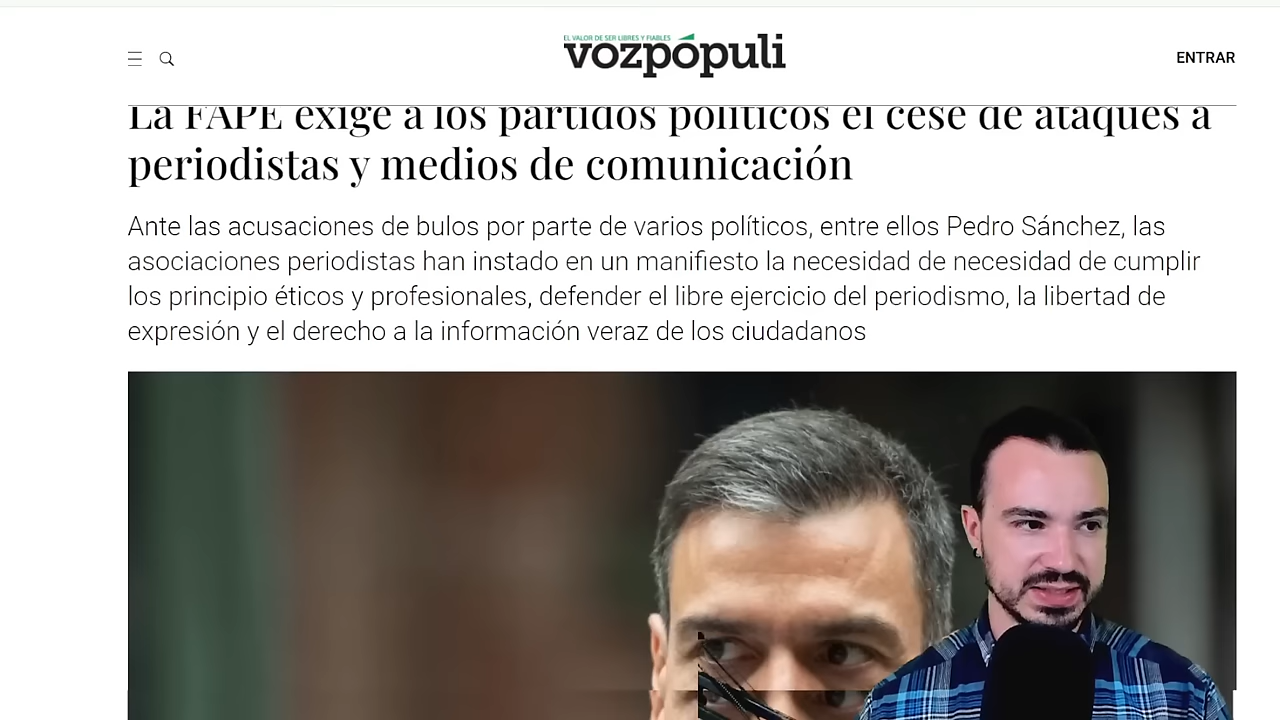 EL VALOR DE SER LIBRES Y FIABLES
vozpópuli
ENTRAR
La FAPE exige a los partidos políticos el cese de ataques a
periodistas y medios de comunicación
Ante las acusaciones de bulos por parte de varios políticos, entre ellos Pedro Sánchez, las
asociaciones periodistas han instado en un manifiesto la necesidad de necesidad de cumplir
los principio éticos y profesionales, defender el libre ejercicio del periodismo, la libertad de
expresión y el derecho a la información veraz de los ciudadanos